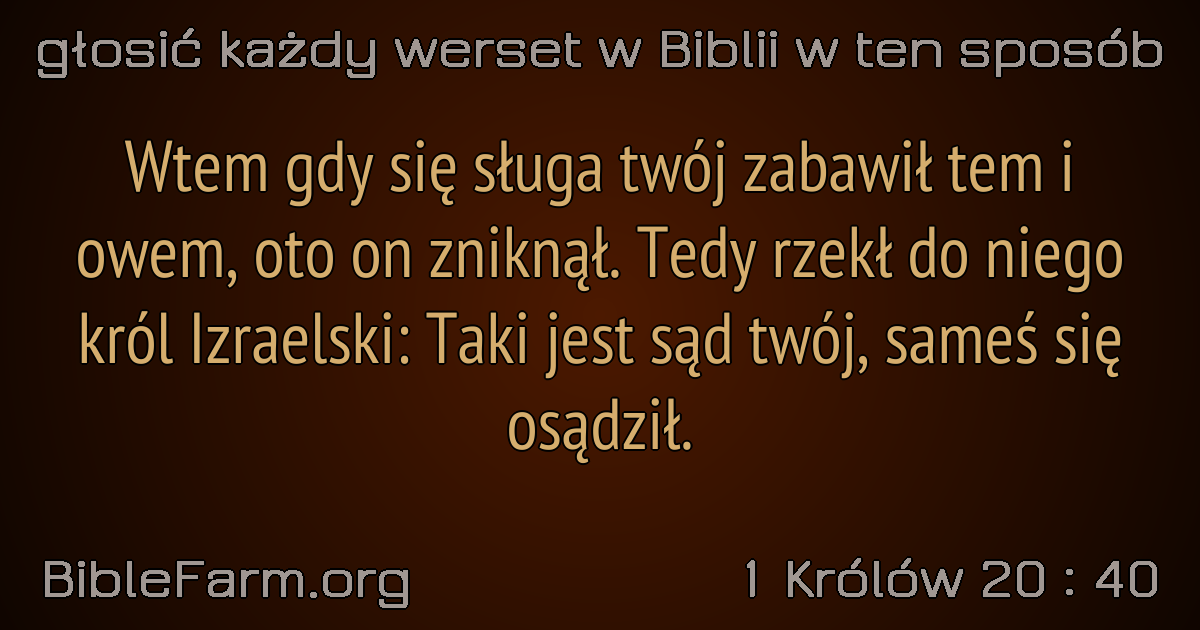 głosić każdy werset w Biblii w ten sposób
Wtem gdy się sługa twój zabawił tem i
owem, oto on zniknął. Tedy rzekł do niego
król Izraelski: Taki jest sąd twój, sameś się
osądził.
BibleFarm.org
1 Królów 20 : 40